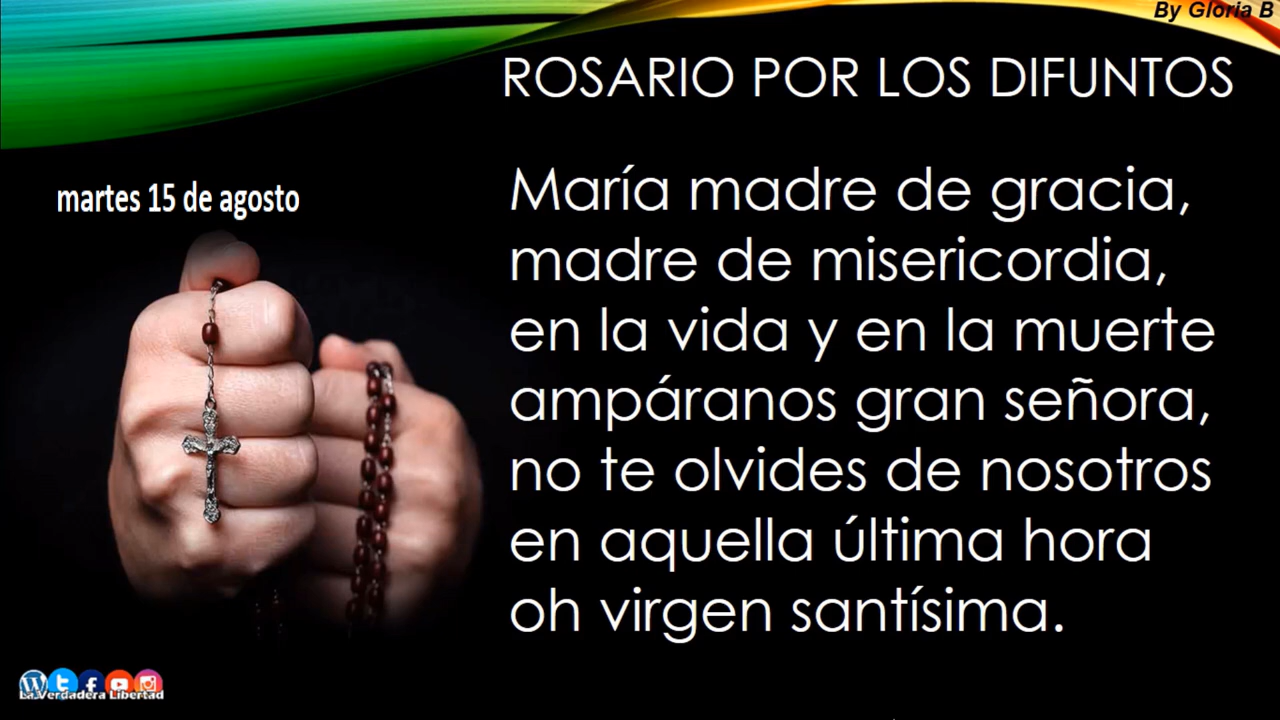 By Gloria B
ROSARIO POR LOS DIFUNTOS
martes 15 de agosto
María madre de gracia,
madre de misericordia,
en la vida y en la muerte
ampáranos gran señora,
no te olvides de nosotros
en aquella última hora
oh virgen santísima.
La Verdadera Libertad